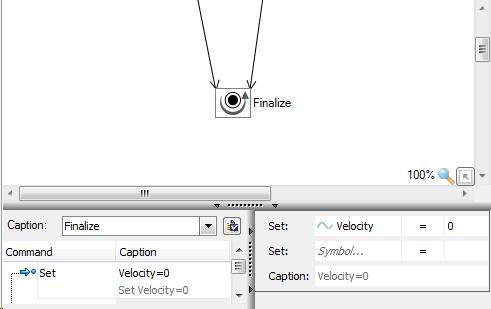 Finalize
100%
Caption: Finalize
Command Caption
Set Velocity=0
Set Velocity=0
Set: Velocity = 0
Set: Symbol... =
Caption: Velocity=0